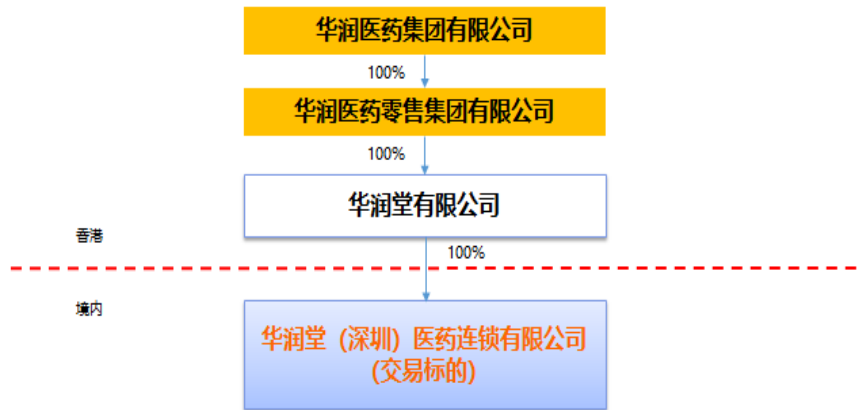 华润医药集团有限公司
100%
华润医药零售集团有限公司
100%
华润堂有限公司
香港
100%
境内
华润堂（深圳）医药连锁有限公司
(交易标的)